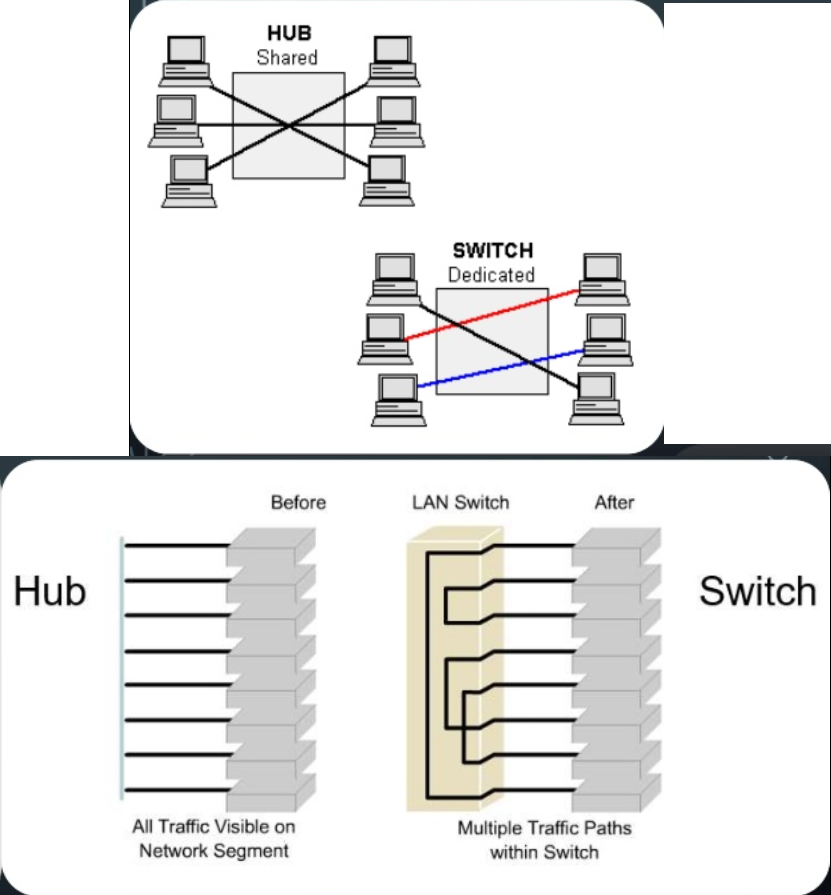 HUB
Shared
SWITCH
Dedicated
Before
LAN Switch
After
Hub
Switch
All Traffic Visible on
Network Segment
Multiple Traffic Paths
within Switch